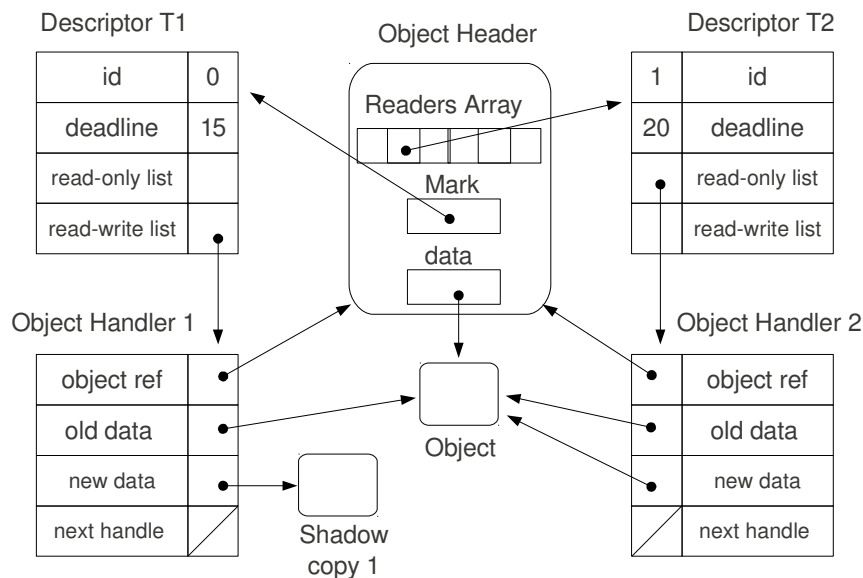 Descriptor T1
Object Header
Descriptor T2
id 0
deadline 15
read-only list
read-write list
Readers Array
Mark
data
1 id
20 deadline
read-only list
read-write list
Object Handler 1
object ref
old data
new data
next handle
Object
Shadow
copy 1
Object Handler 2
object ref
old data
new data
next handle